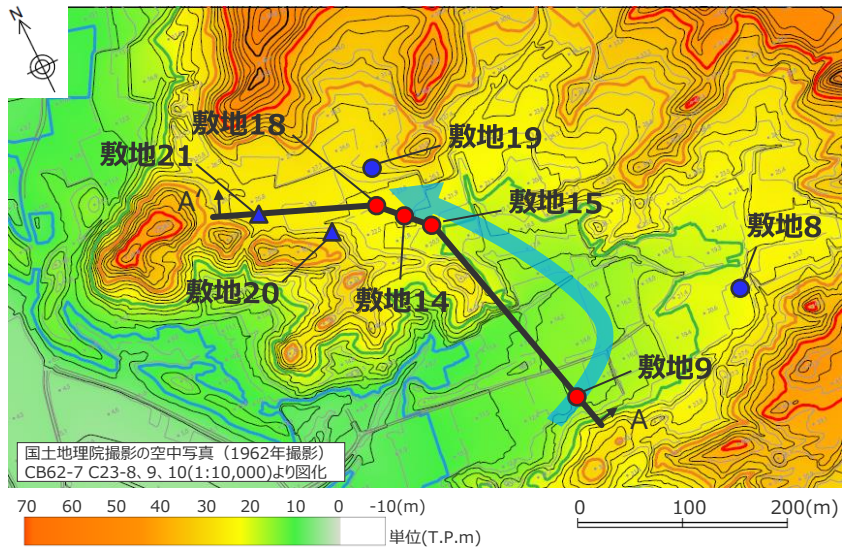 N
敷地18
敷地19
敷地21
A'
敷地15
敷地8
敷地20
敷地14
敷地9
A
国土地理院撮影の空中写真（1962年撮影）
CB62-7 C23-8、9、10(1:10,000)より図化
70 60 50 40 30 20 10 0 -10(m)
単位(T.P.m)
0 100 200(m)